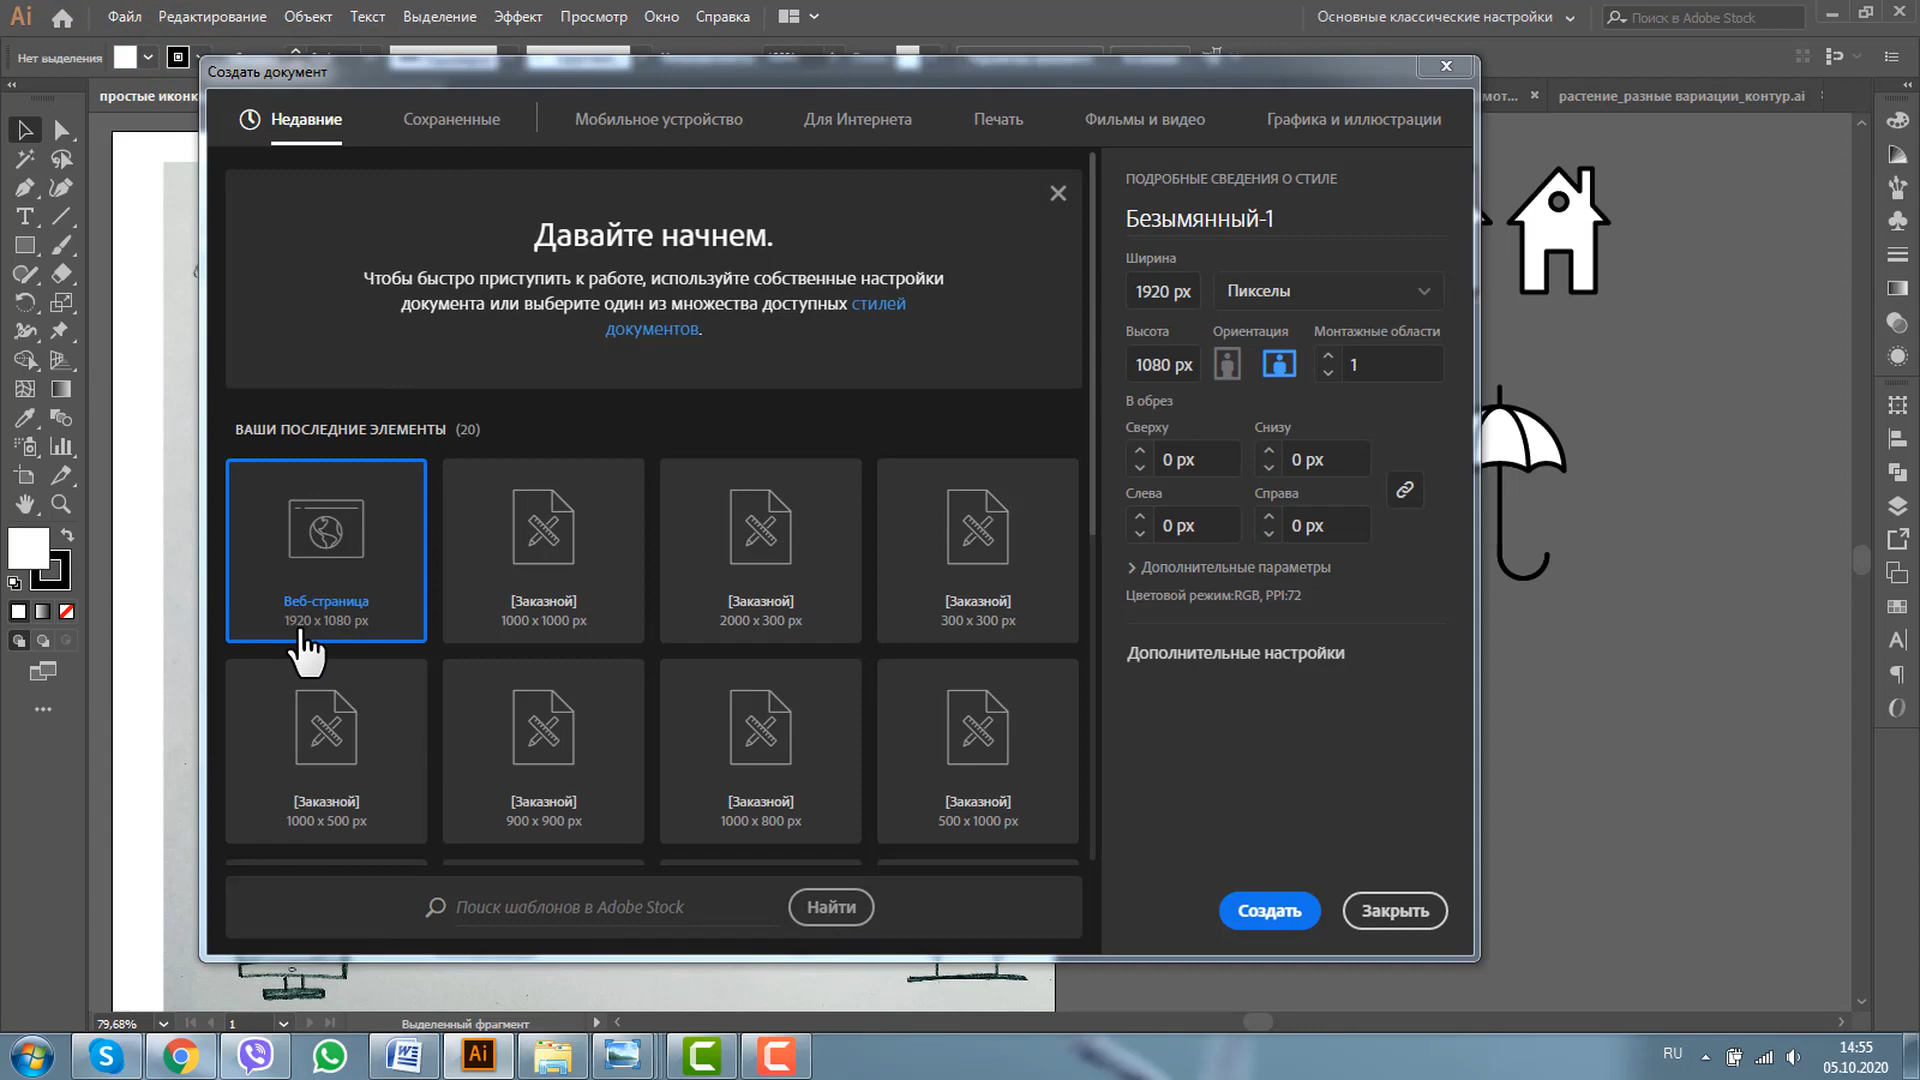 Ai
Файл Редактирование Объект Текст Выделение Эффект Просмотр Окно Справка
Основные классические настройки
Поиск в Adobe Stock
Нет выделения
Создать документ
простые иконк
растение_разные вариации_контур.ai
Недавние
Сохраненные
Мобильное устройство
Для Интернета
Печать
Фильмы и видео
Графика и иллюстрации
Давайте начнем.
Чтобы быстро приступить к работе, используйте собственные настройки
документа или выберите один из множества доступных стилей
документов.
ВАШИ ПОСЛЕДНИЕ ЭЛЕМЕНТЫ (20)
Веб-страница
1920 x 1080 px
[Заказной]
1000 x 1000 px
[Заказной]
2000 x 300 px
[Заказной]
300 x 300 px
[Заказной]
1000 x 500 px
[Заказной]
900 x 900 px
[Заказной]
1000 x 800 px
[Заказной]
500 x 1000 px
Поиск шаблонов в Adobe Stock
Найти
ПОДРОБНЫЕ СВЕДЕНИЯ О СТИЛЕ
Безымянный-1
Ширина
1920 px
Пикселы
Высота
Ориентация
Монтажные области
1080 px
1
В обрез
Сверху
Снизу
0 px
0 px
Слева
Справа
0 px
0 px
Дополнительные параметры
Цветовой режим:RGB, PPI:72
Дополнительные настройки
Создать
Закрыть
79,68%
1
Выделенный фрагмент
Ai
RU
14:55
05.10.2020